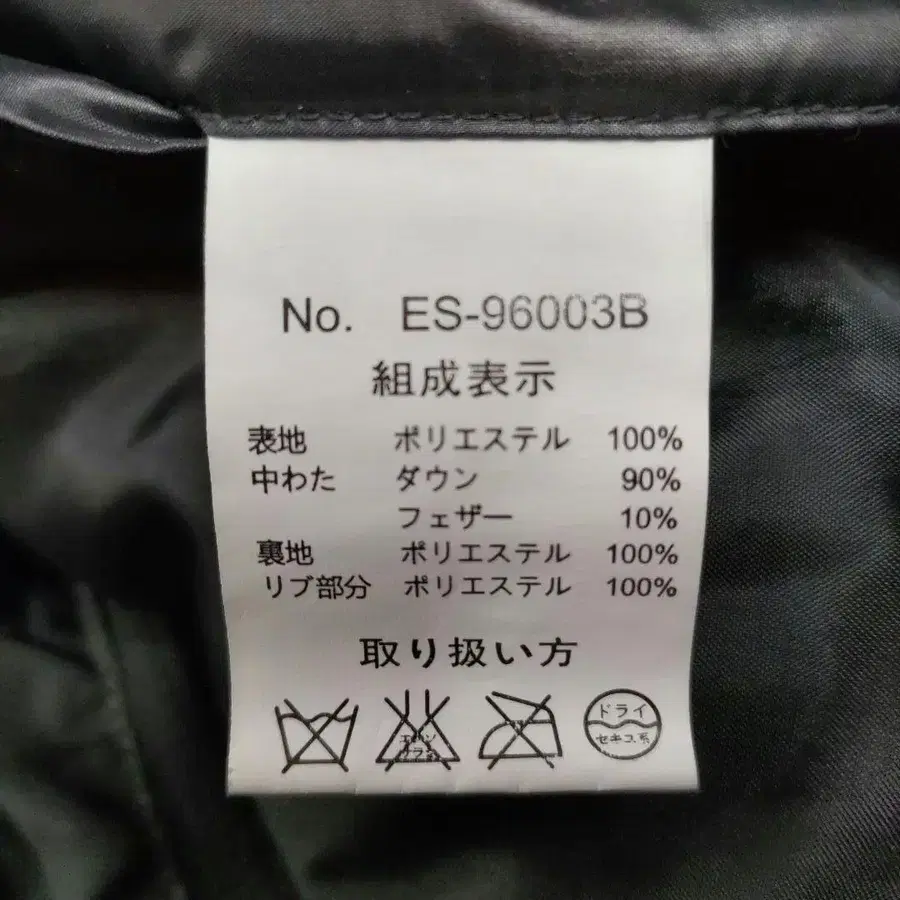 No. ES-96003B
組成表示
表地 ポリエステル 100%
中わた ダウン 90%
フェザー 10%
裏地 ポリエステル 100%
リブ部分 ポリエステル 100%
取り扱い方
ドライ
セキユ系